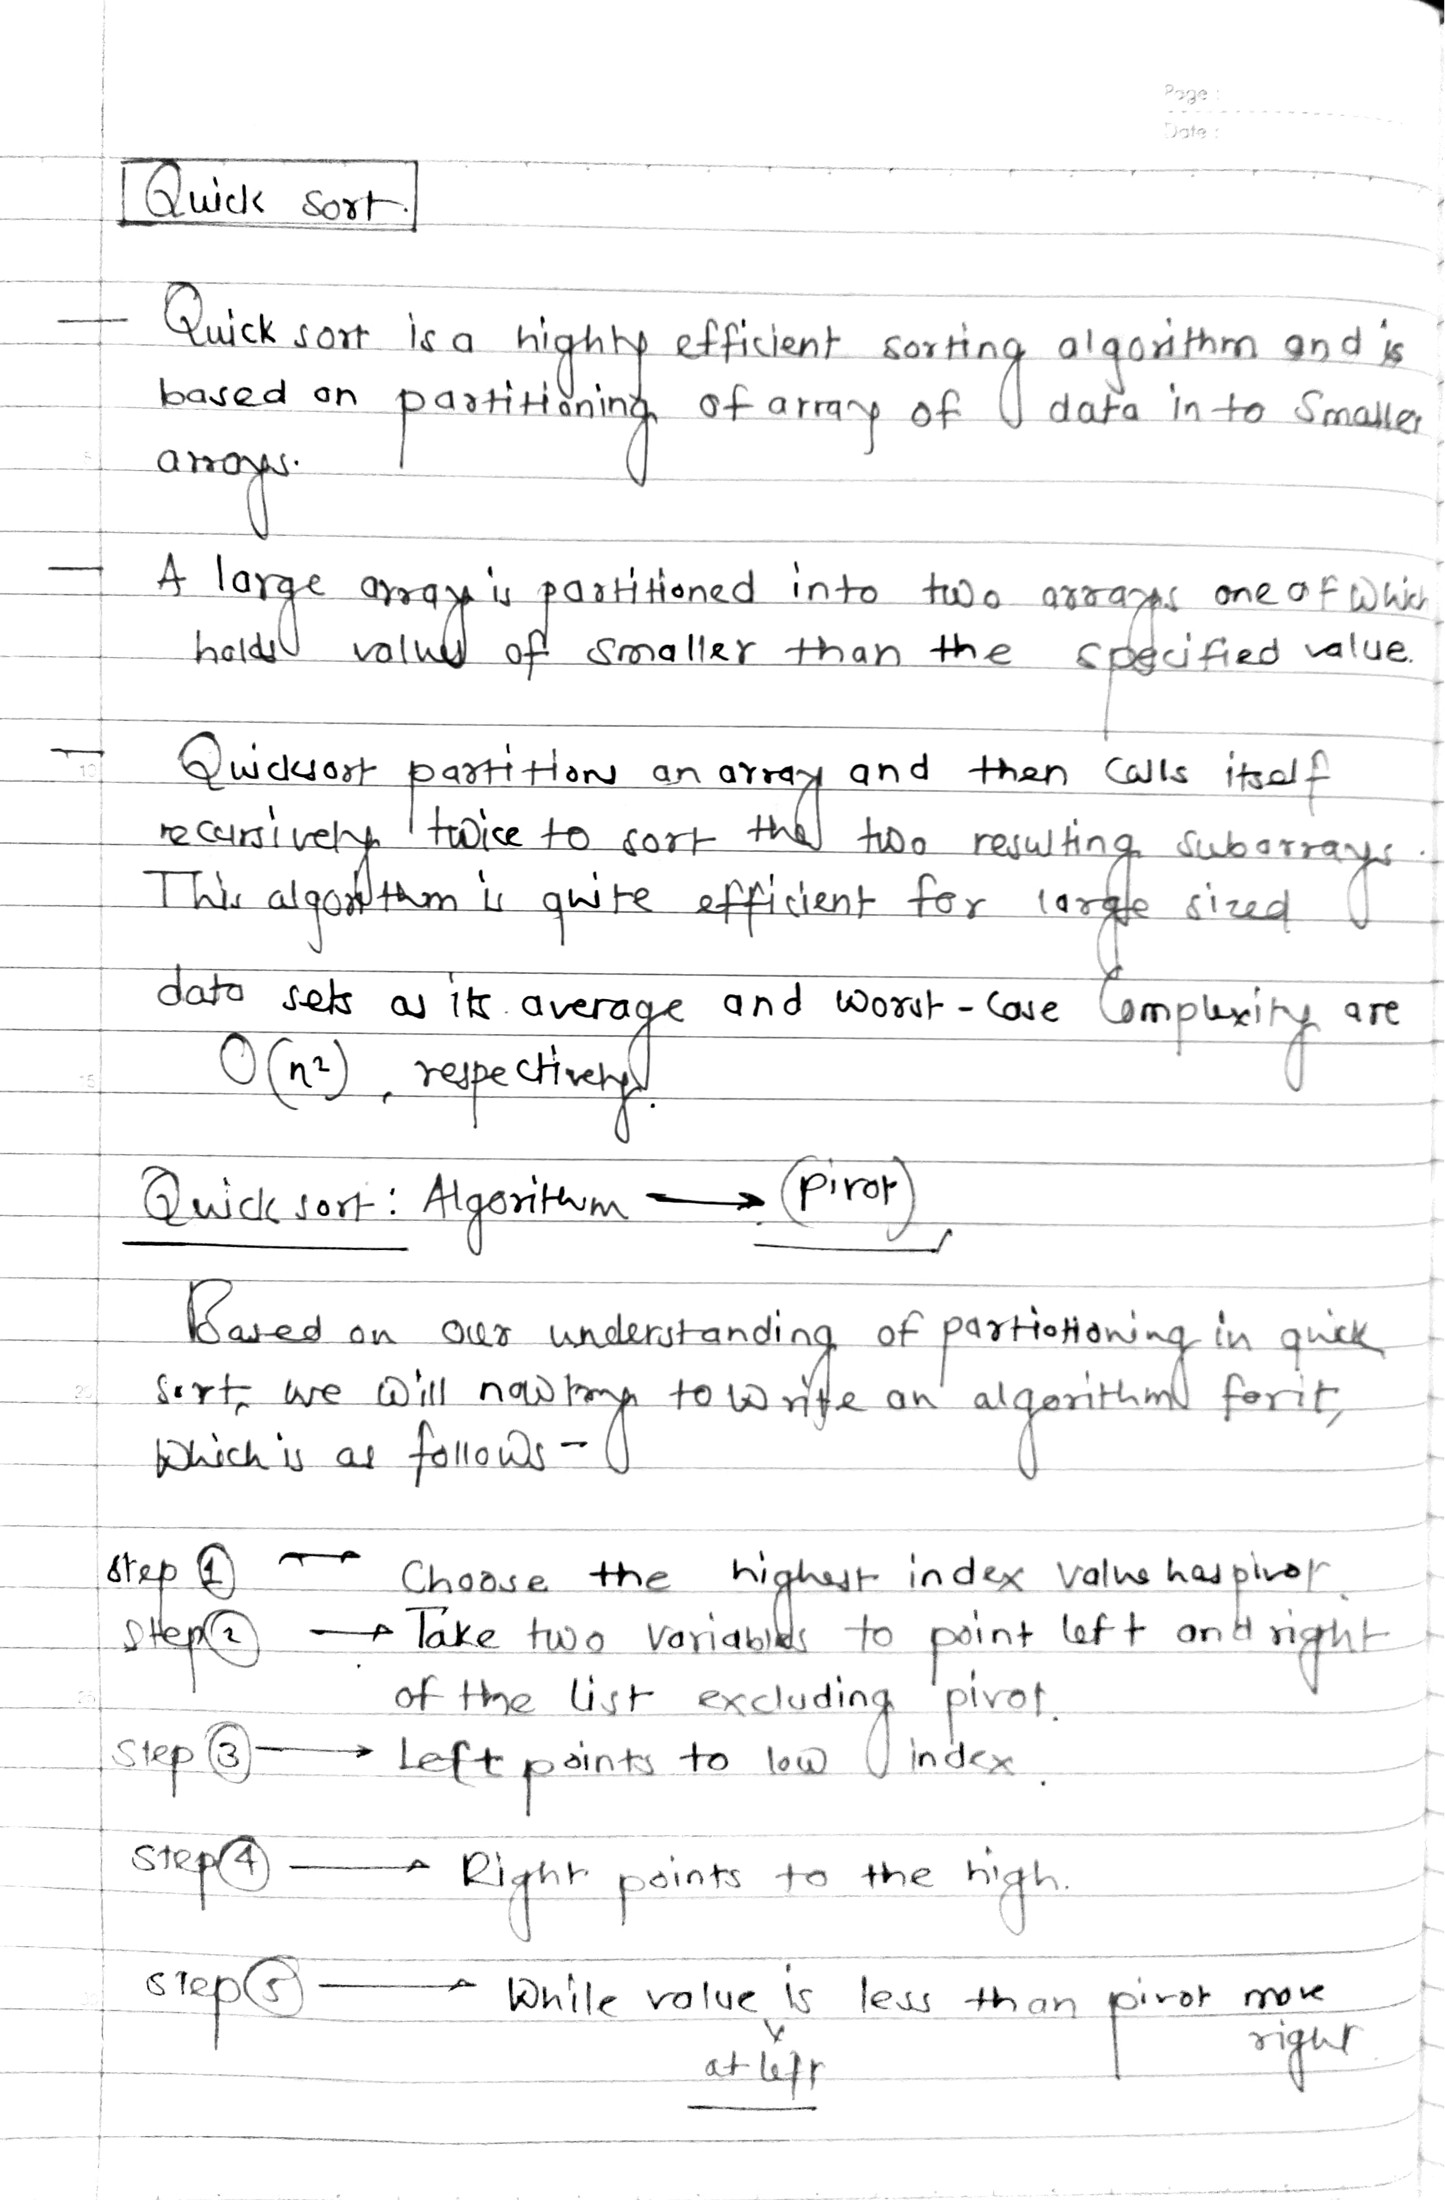 Page :
Date :
Quick sort.
— Quick sort is a highly efficient sorting algorithm and is
based on partitioning of array of data in to smaller
arrays.
— A large array is partitioned into two arrays one of which
holds values of smaller than the specified value.
— Quicksort partitions an array and then calls itself
recursively twice to sort the two resulting subarrays.
This algorithm is quite efficient for large sized
data sets as its average and worst-case complexity are
O(n²), respectively.
Quick sort: Algorithm → (pivot)
Based on our understanding of partiotioning in quick
sort, we will now try to write an algorithm for it,
which is as follows -
step ① → Choose the highest index value has pivot.
Step ② → Take two variables to point left and right
of the list excluding pivot.
Step ③ → Left points to low index.
Step ④ → Right points to the high.
Step ⑤ → While value is less than pivot move
right
at left